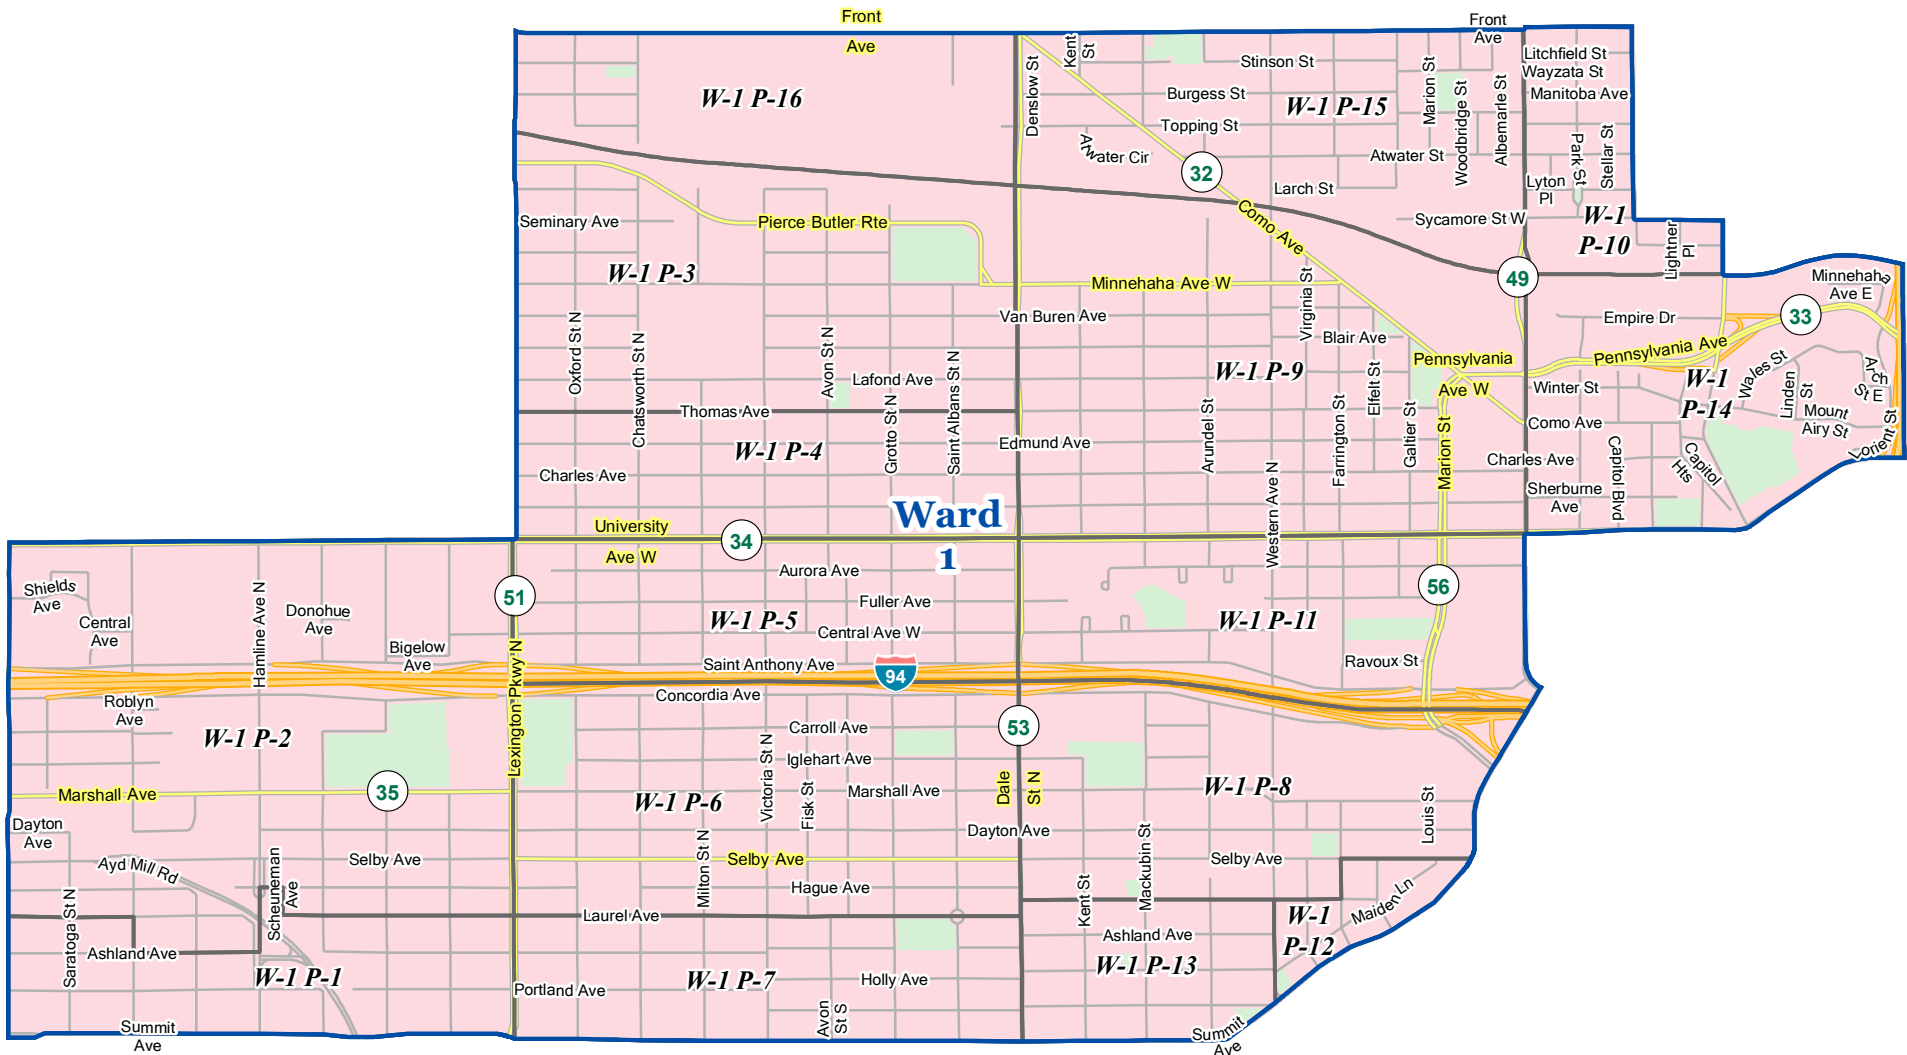 Front
Ave
Front
Ave
Kent
St
Denslow St
Stinson St
Litchfield St
Wayzata St
Manitoba Ave
Marion St
Woodbridge St
Albemarle St
W-1 P-16
Burgess St
W-1 P-15
Topping St
Atwater Cir
Atwater St
Park St
Stellar St
32
Larch St
Lyton
Pl
Seminary Ave
Pierce Butler Rte
Como Ave
Sycamore St W
W-1
P-10
Lightner
Pl
W-1 P-3
Minnehaha Ave W
49
Minnehaha
Ave E
Van Buren Ave
Virginia St
Empire Dr
33
Oxford St N
Chatsworth St N
Avon St N
Saint Albans St N
Blair Ave
Pennsylvania
Ave W
Pennsylvania Ave
Wales St
Linden
St
Arch
St E
W-1 P-9
Lafond Ave
Elfelt St
Winter St
W-1
P-14
Thomas Ave
Grotto St N
Arundel St
Farrington St
Galtier St
Marion St
Como Ave
Mount
Airy St
Lorient St
W-1 P-4
Edmund Ave
Charles Ave
Charles Ave
Capitol Blvd
Capitol
Hts
Western Ave N
Sherburne
Ave
Ward
1
University
Ave W
34
Aurora Ave
56
Shields
Ave
Central
Ave
Hamline Ave N
Donohue
Ave
51
Fuller Ave
W-1 P-5
Central Ave W
W-1 P-11
Bigelow
Ave
Lexington Pkwy N
Saint Anthony Ave
94
Ravoux St
Concordia Ave
Roblyn
Ave
W-1 P-2
Carroll Ave
53
Victoria St N
Iglehart Ave
Marshall Ave
35
W-1 P-6
Fisk St
Marshall Ave
Dale
St N
W-1 P-8
Louis St
Dayton
Ave
Dayton Ave
Mackubin St
Ayd Mill Rd
Scheuneman
Ave
Selby Ave
Milton St N
Selby Ave
Selby Ave
Hague Ave
Saratoga St N
Laurel Ave
Kent St
Maiden Ln
W-1
P-12
Ashland Ave
Ashland Ave
W-1 P-1
W-1 P-7
Holly Ave
W-1 P-13
Portland Ave
Avon
St S
Summit
Ave
Summit
Ave